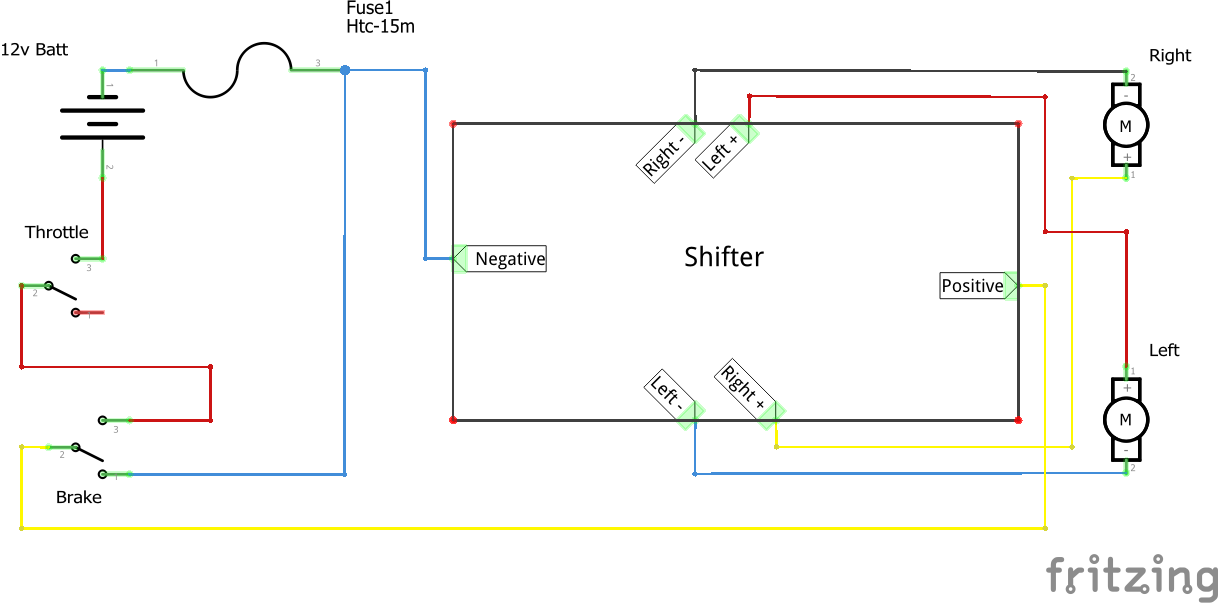 Fuse1
Htc-15m
12v Batt
1
3
1
2
Right
2
-
M
+
1
Right -
Left +
Throttle
3
2
1
Negative
Shifter
Positive
Left
1
+
M
-
2
Left -
Right +
3
2
1
Brake
fritzing